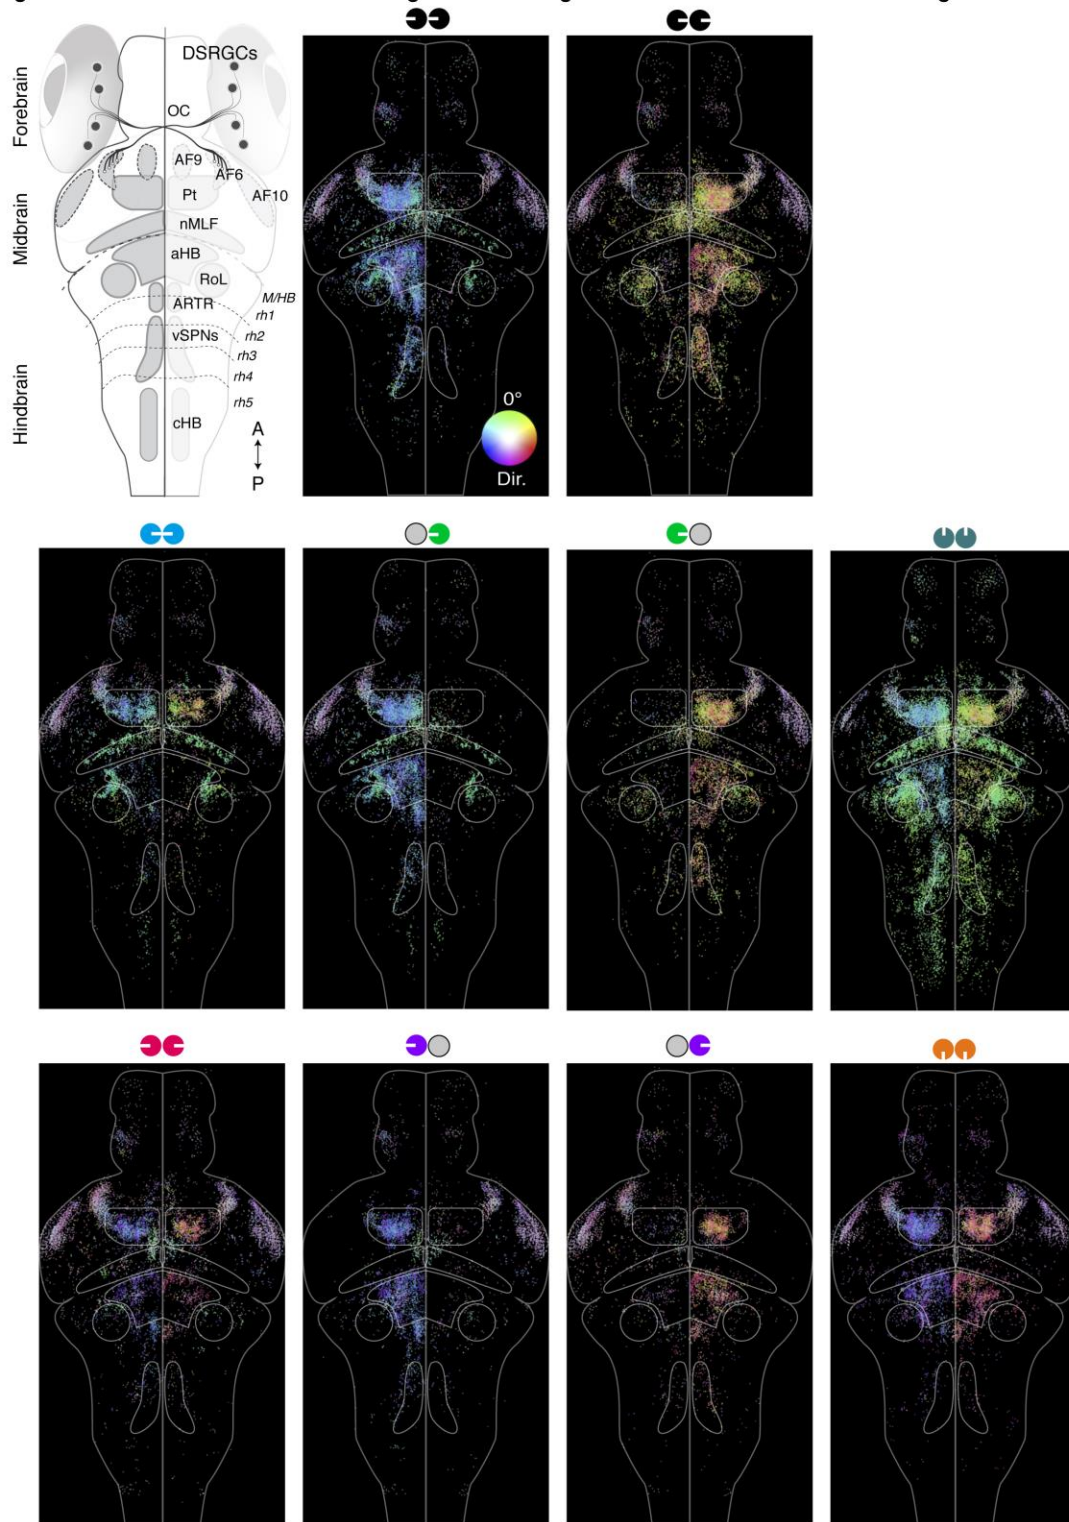 DSRGCs
Forebrain
OC
AF9
AF6
Pt
AF10
Midbrain
nMLF
aHB
RoL
M/HB
ARTR
rh1
vSPNs
rh2
rh3
rh4
Hindbrain
rh5
cHB
A
P
0°
Dir.